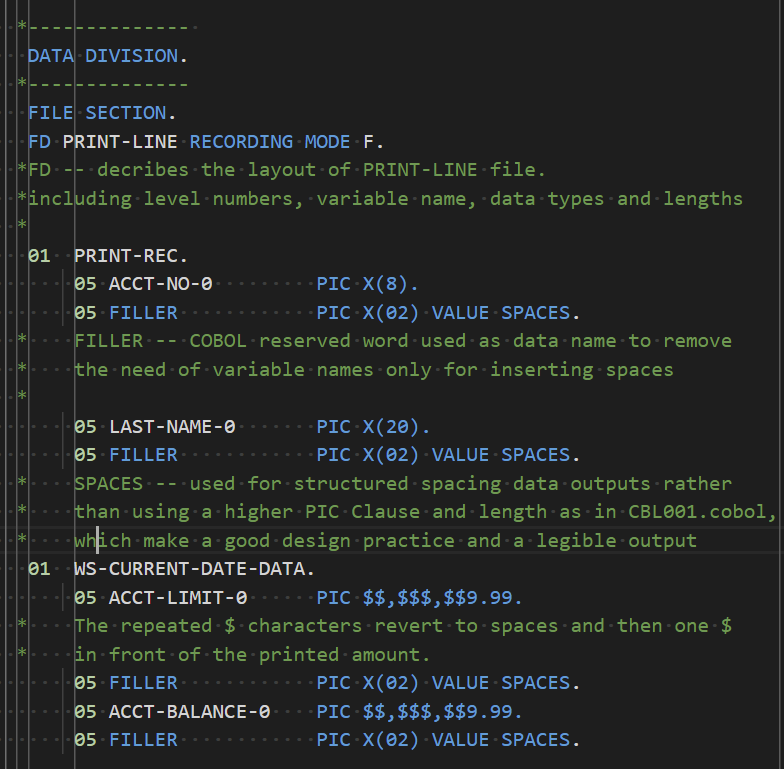 *--------------
DATA DIVISION.
*--------------
FILE SECTION.
FD PRINT-LINE RECORDING MODE F.
*FD -- decribes the layout of PRINT-LINE file.
*including level numbers, variable name, data types and lengths
*
01 PRINT-REC.
05 ACCT-NO-0 PIC X(8).
05 FILLER PIC X(02) VALUE SPACES.
* FILLER -- COBOL reserved word used as data name to remove
* the need of variable names only for inserting spaces
*
05 LAST-NAME-0 PIC X(20).
05 FILLER PIC X(02) VALUE SPACES.
* SPACES -- used for structured spacing data outputs rather
* than using a higher PIC Clause and length as in CBL001.cobol,
* which make a good design practice and a legible output
01 WS-CURRENT-DATE-DATA.
05 ACCT-LIMIT-0 PIC $$,$$$,$$9.99.
* The repeated $ characters revert to spaces and then one $
* in front of the printed amount.
05 FILLER PIC X(02) VALUE SPACES.
05 ACCT-BALANCE-0 PIC $$,$$$,$$9.99.
05 FILLER PIC X(02) VALUE SPACES.